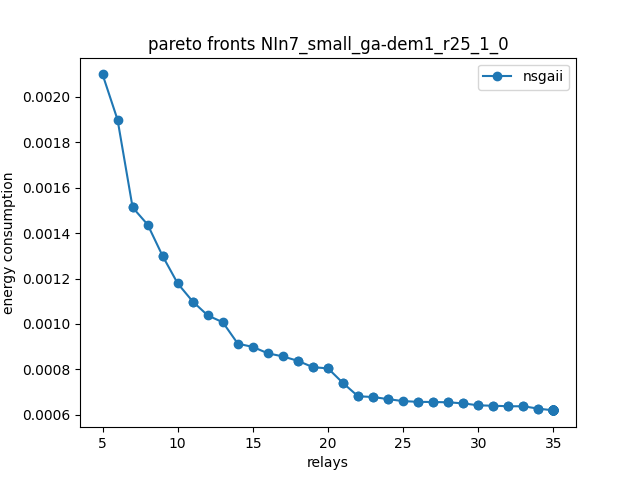 pareto fronts NIn7_small_ga-dem1_r25_1_0
nsgaii
energy consumption
0.0020
0.0018
0.0016
0.0014
0.0012
0.0010
0.0008
0.0006
5 10 15 20 25 30 35
relays